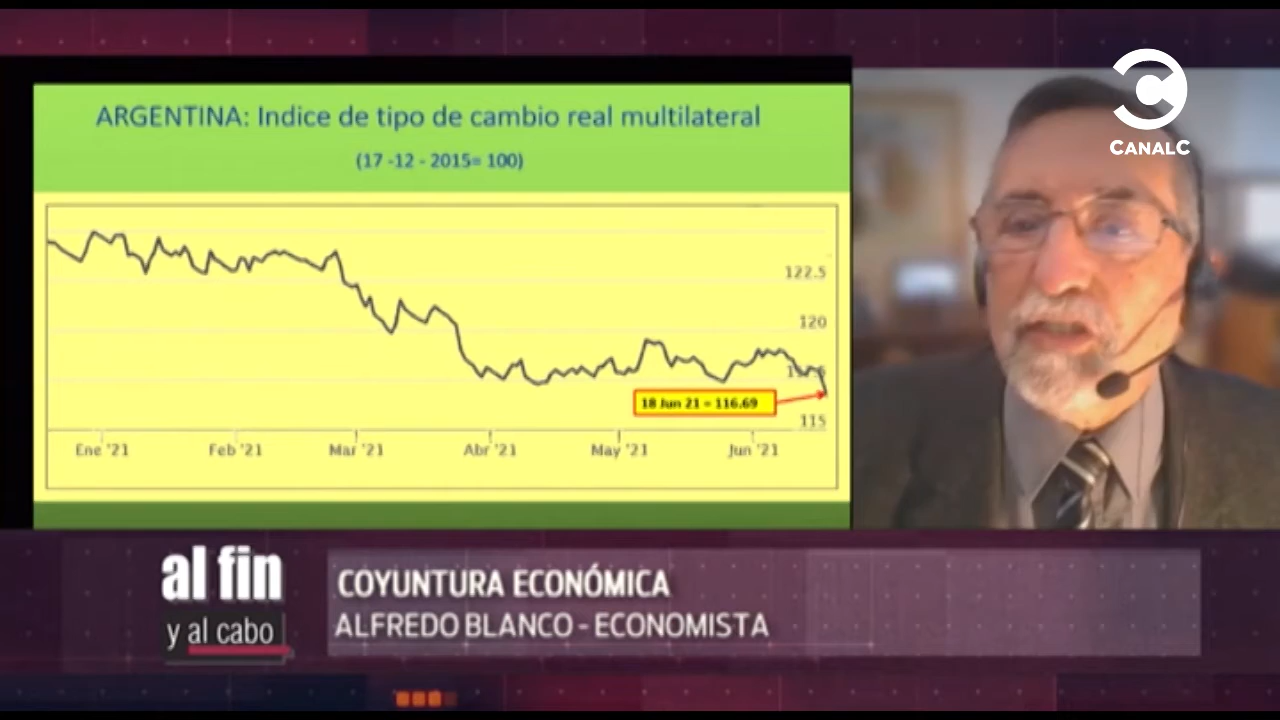 CANALC
ARGENTINA: Indice de tipo de cambio real multilateral
(17 -12 - 2015= 100)
122.5
120
115
18 Jun 21 = 116.69
Ene '21
Feb '21
Mar '21
Abr '21
May '21
Jun '21
al fin
y al cabo
COYUNTURA ECONÓMICA
ALFREDO BLANCO - ECONOMISTA